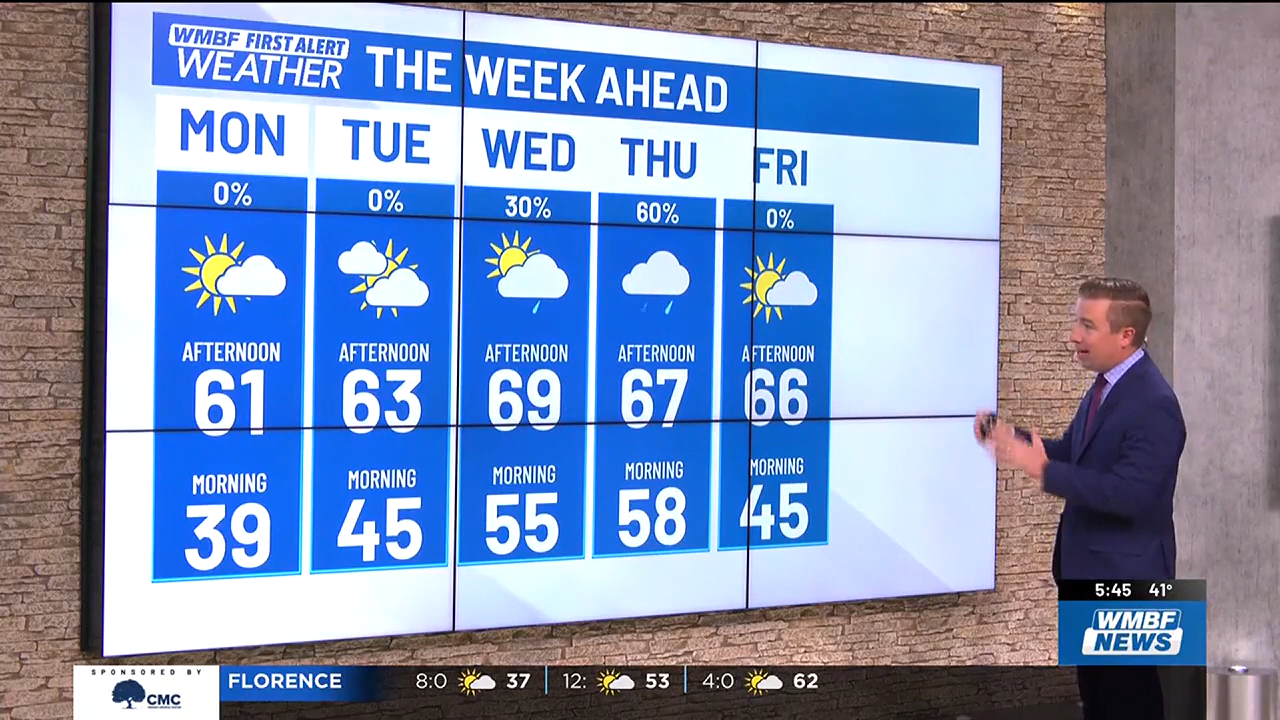 WMBF FIRST ALERT
WEATHER
THE WEEK AHEAD
MON TUE WED THU FRI
0% 0% 30% 60% 0%
AFTERNOON AFTERNOON AFTERNOON AFTERNOON AFTERNOON
61 63 69 67 66
MORNING MORNING MORNING MORNING MORNING
39 45 55 58 45
5:45 41°
WMBF
NEWS
SPONSORED BY
CMC
FLORENCE 8:0 37 12: 53 4:0 62